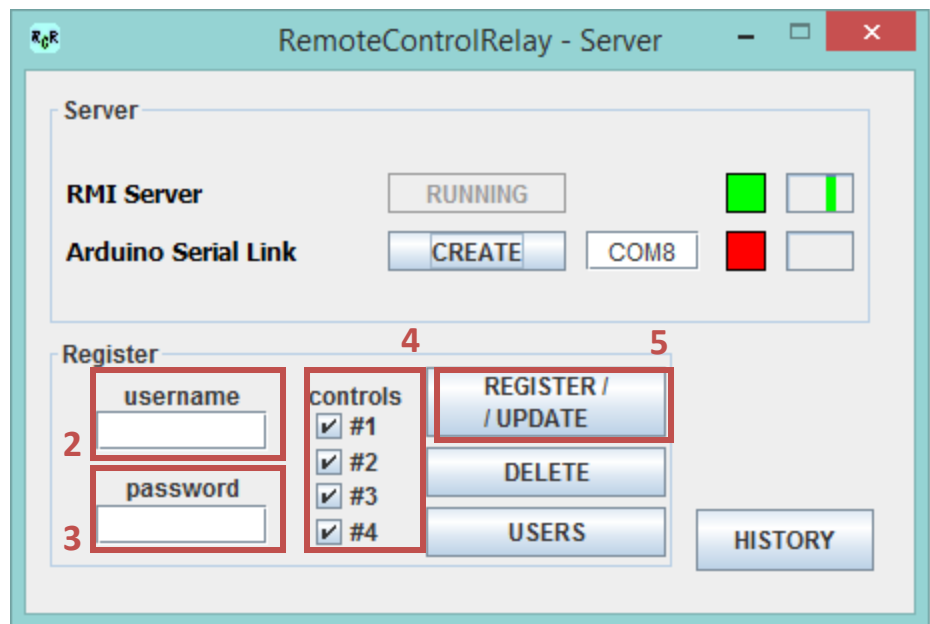 RCR
RemoteControlRelay - Server
Server
RMI Server
RUNNING
Arduino Serial Link
CREATE
COM8
4
5
Register
username
controls
REGISTER /
/ UPDATE
#1
2
#2
DELETE
password
#3
3
#4
USERS
HISTORY